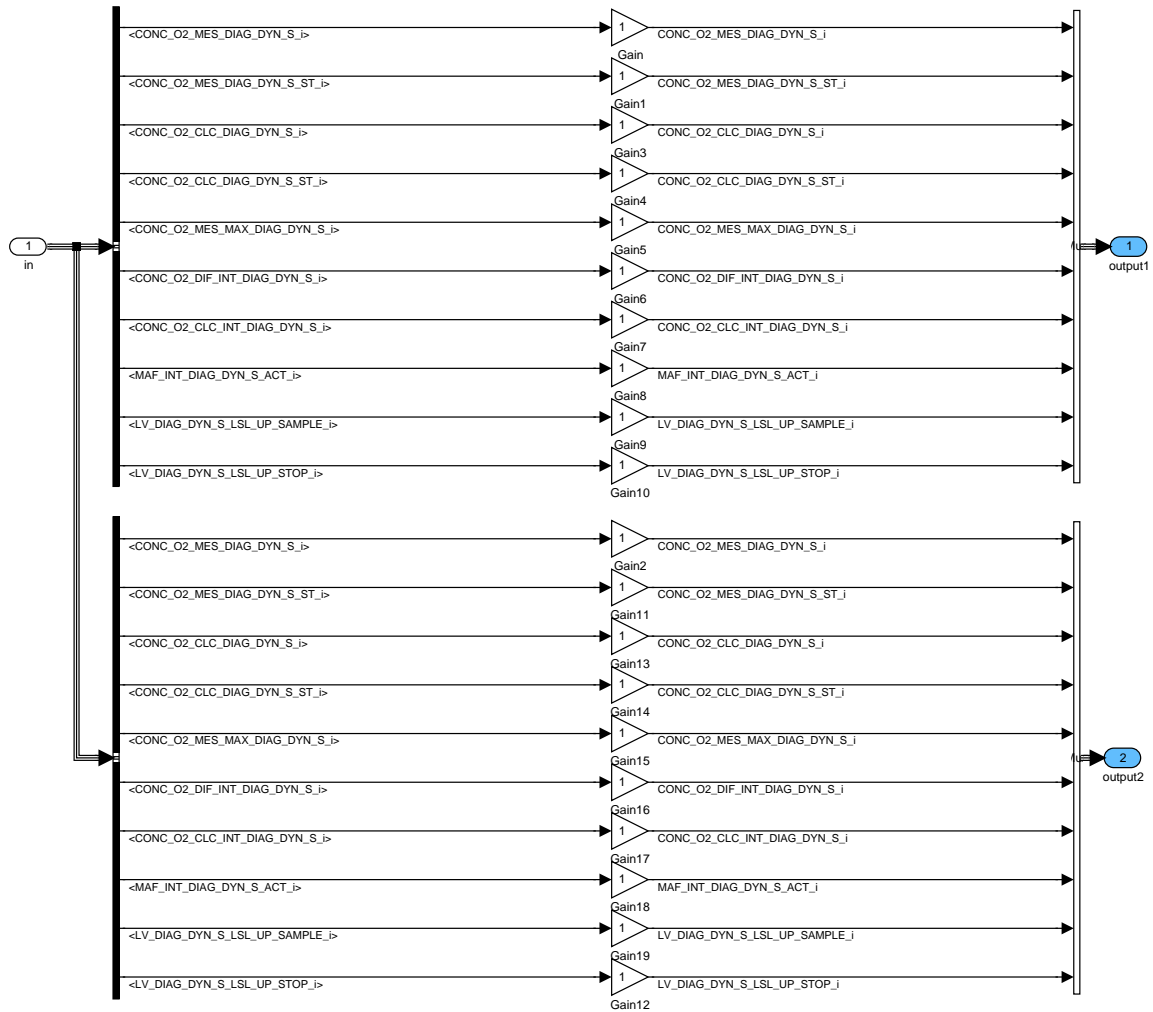 <CONC_O2_MES_DIAG_DYN_S_i> 1 CONC_O2_MES_DIAG_DYN_S_i
Gain
<CONC_O2_MES_DIAG_DYN_S_ST_i> 1 CONC_O2_MES_DIAG_DYN_S_ST_i
Gain1
<CONC_O2_CLC_DIAG_DYN_S_i> 1 CONC_O2_CLC_DIAG_DYN_S_i
Gain3
<CONC_O2_CLC_DIAG_DYN_S_ST_i> 1 CONC_O2_CLC_DIAG_DYN_S_ST_i
Gain4
<CONC_O2_MES_MAX_DIAG_DYN_S_i> 1 CONC_O2_MES_MAX_DIAG_DYN_S_i
1
in
Gain5
1
output1
<CONC_O2_DIF_INT_DIAG_DYN_S_i> 1 CONC_O2_DIF_INT_DIAG_DYN_S_i
Gain6
<CONC_O2_CLC_INT_DIAG_DYN_S_i> 1 CONC_O2_CLC_INT_DIAG_DYN_S_i
Gain7
<MAF_INT_DIAG_DYN_S_ACT_i> 1 MAF_INT_DIAG_DYN_S_ACT_i
Gain8
<LV_DIAG_DYN_S_LSL_UP_SAMPLE_i> 1 LV_DIAG_DYN_S_LSL_UP_SAMPLE_i
Gain9
<LV_DIAG_DYN_S_LSL_UP_STOP_i> 1 LV_DIAG_DYN_S_LSL_UP_STOP_i
Gain10
<CONC_O2_MES_DIAG_DYN_S_i> 1 CONC_O2_MES_DIAG_DYN_S_i
Gain2
<CONC_O2_MES_DIAG_DYN_S_ST_i> 1 CONC_O2_MES_DIAG_DYN_S_ST_i
Gain11
<CONC_O2_CLC_DIAG_DYN_S_i> 1 CONC_O2_CLC_DIAG_DYN_S_i
Gain13
<CONC_O2_CLC_DIAG_DYN_S_ST_i> 1 CONC_O2_CLC_DIAG_DYN_S_ST_i
Gain14
<CONC_O2_MES_MAX_DIAG_DYN_S_i> 1 CONC_O2_MES_MAX_DIAG_DYN_S_i
Gain15
2
output2
<CONC_O2_DIF_INT_DIAG_DYN_S_i> 1 CONC_O2_DIF_INT_DIAG_DYN_S_i
Gain16
<CONC_O2_CLC_INT_DIAG_DYN_S_i> 1 CONC_O2_CLC_INT_DIAG_DYN_S_i
Gain17
<MAF_INT_DIAG_DYN_S_ACT_i> 1 MAF_INT_DIAG_DYN_S_ACT_i
Gain18
<LV_DIAG_DYN_S_LSL_UP_SAMPLE_i> 1 LV_DIAG_DYN_S_LSL_UP_SAMPLE_i
Gain19
<LV_DIAG_DYN_S_LSL_UP_STOP_i> 1 LV_DIAG_DYN_S_LSL_UP_STOP_i
Gain12